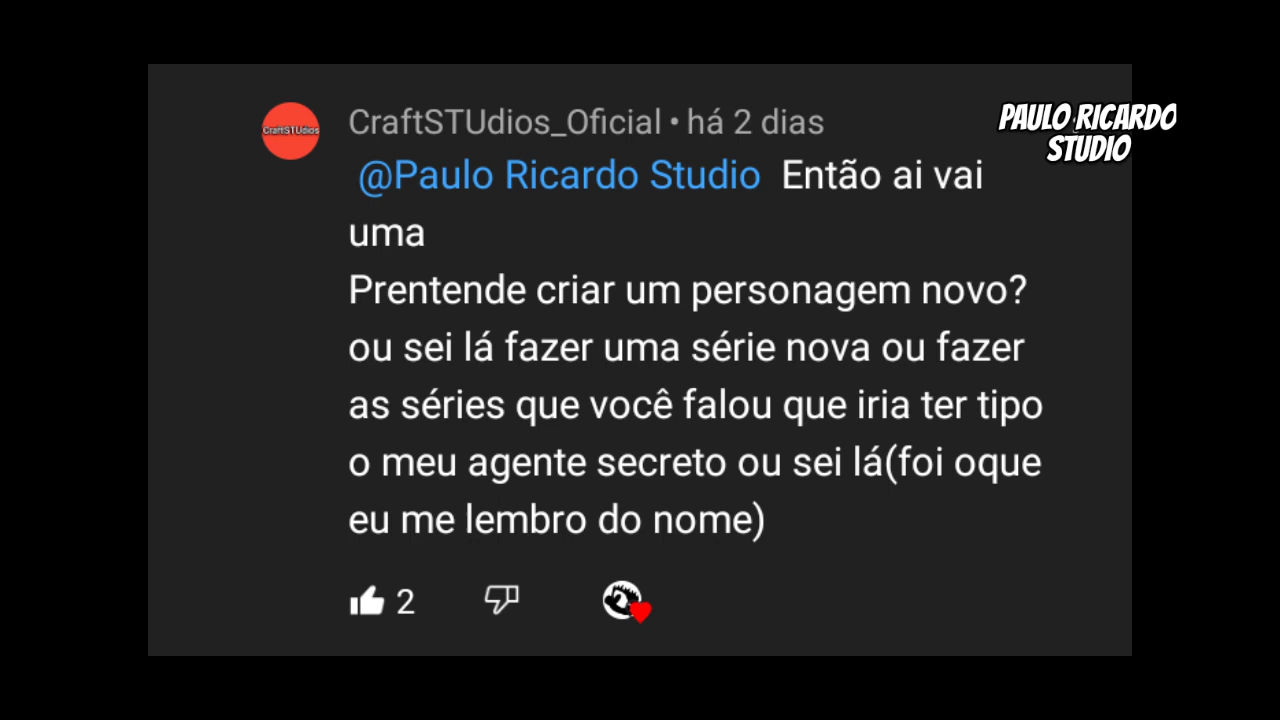 CraftSTUdios_Oficial • há 2 dias
PAULO RICARDO
STUDIO
CraftSTUdios
@Paulo Ricardo Studio Então ai vai
uma
Prentende criar um personagem novo?
ou sei lá fazer uma série nova ou fazer
as séries que você falou que iria ter tipo
o meu agente secreto ou sei lá(foi oque
eu me lembro do nome)
2